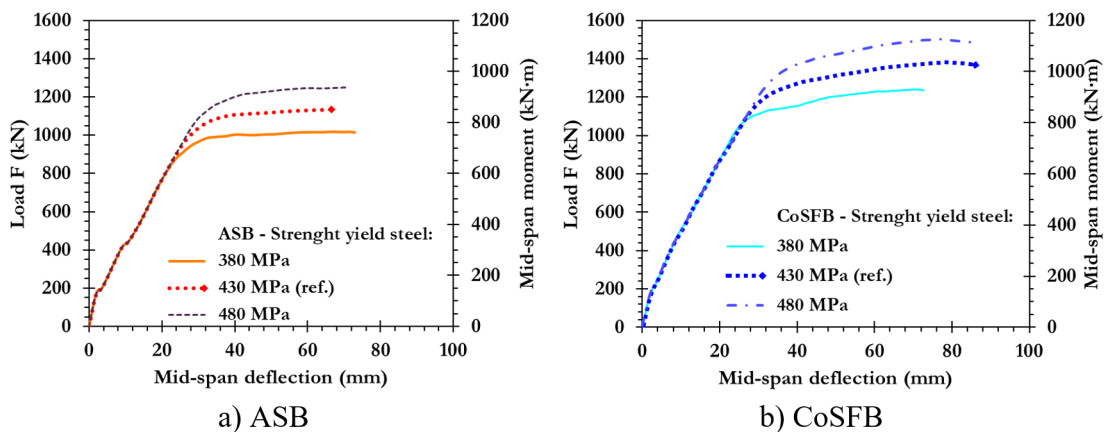 1600
1400
1200
1000
800
600
400
200
0
Load F (kN)
1200
1000
800
600
400
200
0
Mid-span moment (kN·m)
ASB - Strenght yield steel:
380 MPa
430 MPa (ref.)
480 MPa
0 20 40 60 80 100
Mid-span deflection (mm)
a) ASB
1600
1400
1200
1000
800
600
400
200
0
Load F (kN)
1200
1000
800
600
400
200
0
Mid-span moment (kN·m)
CoSFB - Strenght yield steel:
380 MPa
430 MPa (ref.)
480 MPa
0 20 40 60 80 100
Mid-span deflection (mm)
b) CoSFB